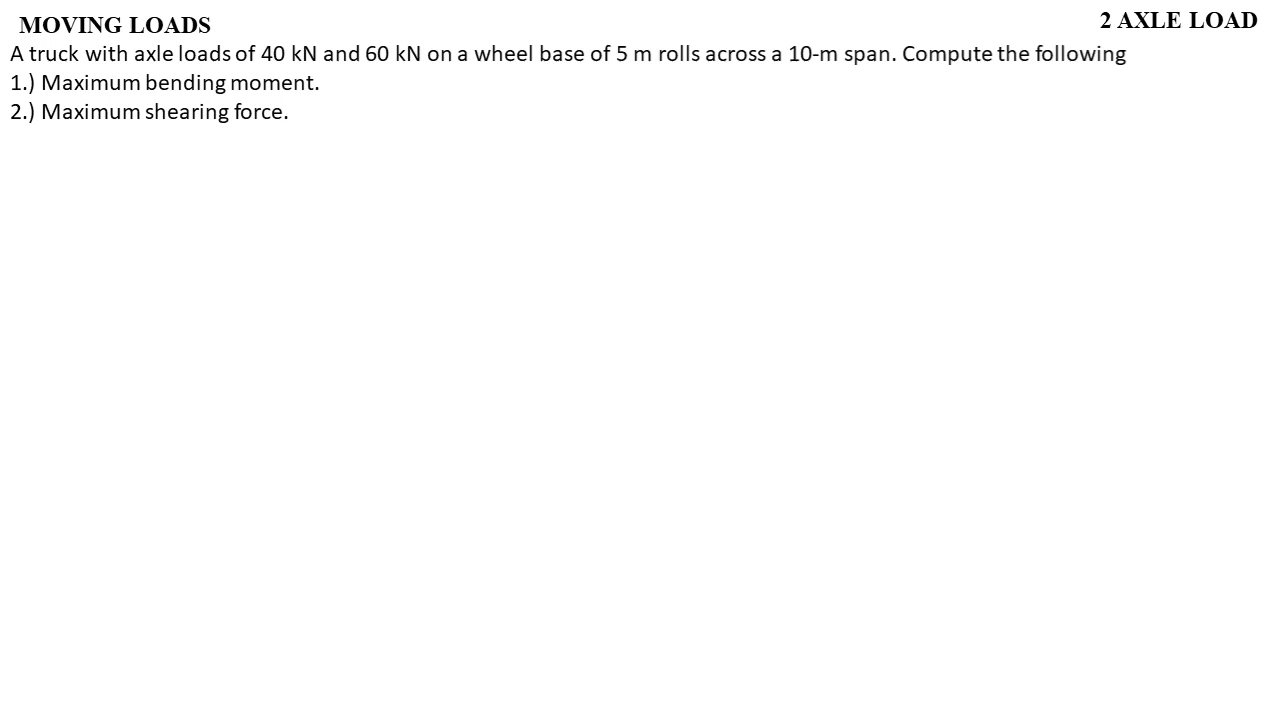 MOVING LOADS
2 AXLE LOAD
A truck with axle loads of 40 kN and 60 kN on a wheel base of 5 m rolls across a 10-m span. Compute the following
1.) Maximum bending moment.
2.) Maximum shearing force.